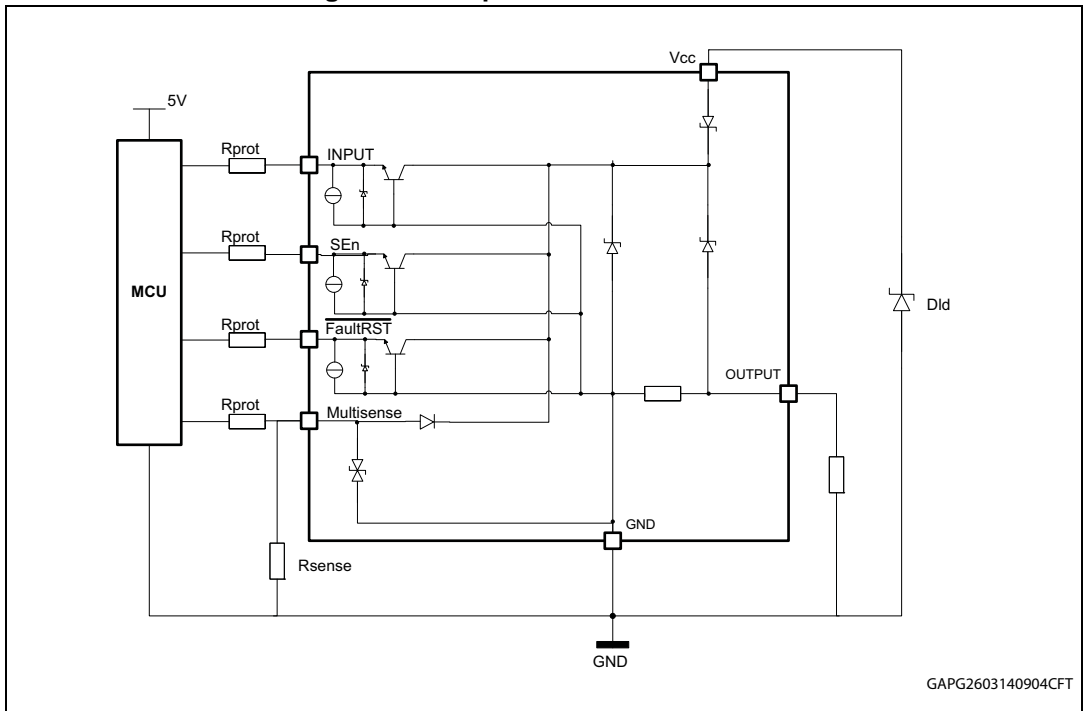 Vcc
5V
Rprot
INPUT
Rprot
SEn
MCU
Dld
Rprot
FaultRST
OUTPUT
Rprot
Multisense
GND
Rsense
GND
GAPG2603140904CFT